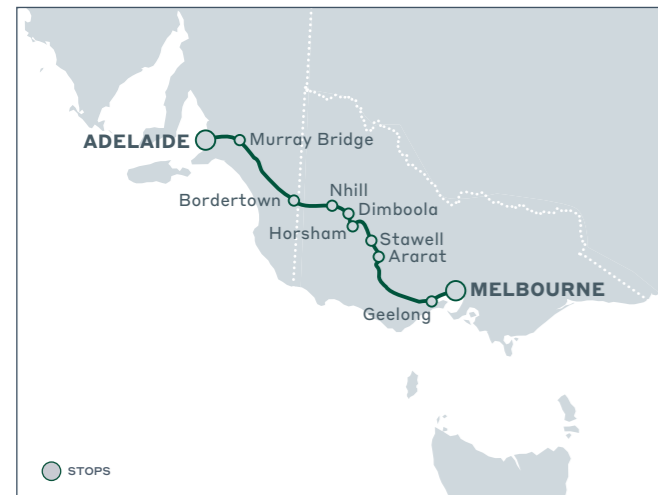 ADELAIDE
Murray Bridge
Bordertown
Nhill
Dimboola
Horsham
Stawell
Ararat
MELBOURNE
Geelong
STOPS